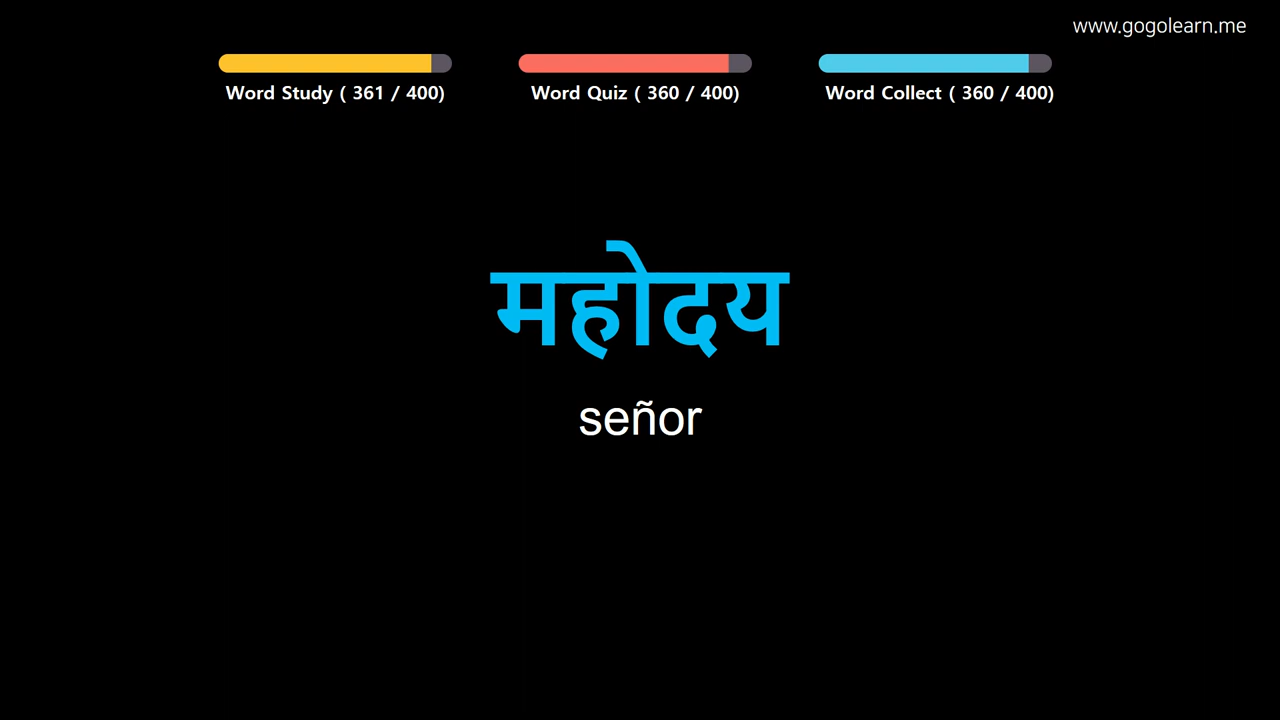 www.gogolearn.me
Word Study ( 361 / 400)
Word Quiz ( 360 / 400)
Word Collect ( 360 / 400)
महोदय
señor